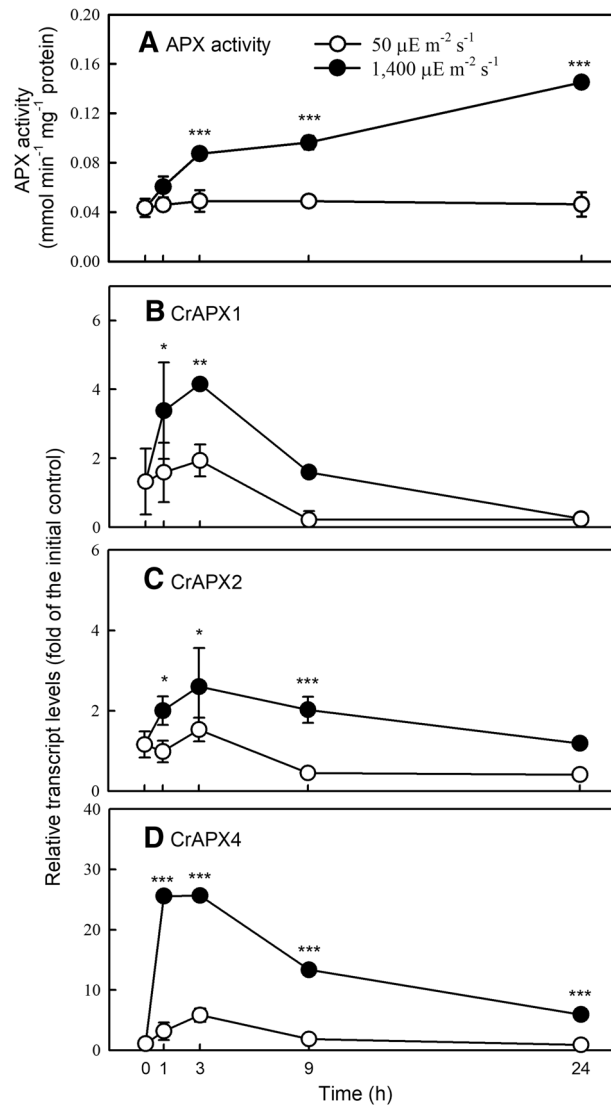 A APX activity
50 µE m⁻² s⁻¹
1,400 µE m⁻² s⁻¹
APX activity
(mmol min⁻¹ mg⁻¹ protein)
0.20
0.16
0.12
0.08
0.04
0.00
***
***
***
B CrAPX1
6
4
2
0
*
**
Relative transcript levels (fold of the initial control)
C CrAPX2
6
4
2
0
*
*
***
D CrAPX4
40
30
20
10
0
***
***
***
***
0 1 3 9 24
Time (h)